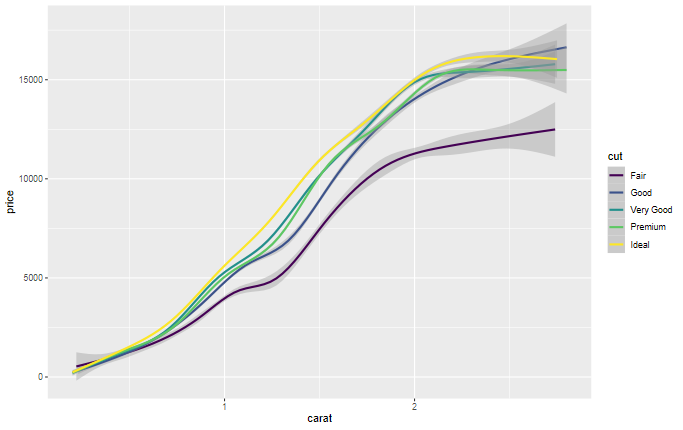 15000
10000
5000
0
price
1
2
carat
cut
Fair
Good
Very Good
Premium
Ideal